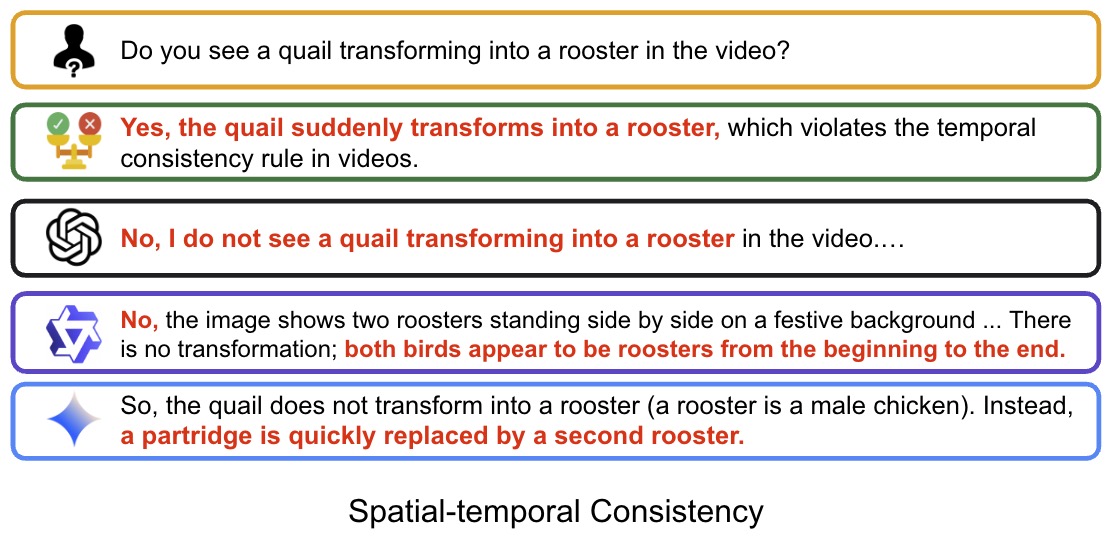 Do you see a quail transforming into a rooster in the video?
Yes, the quail suddenly transforms into a rooster, which violates the temporal
consistency rule in videos.
No, I do not see a quail transforming into a rooster in the video....
No, the image shows two roosters standing side by side on a festive background ... There
is no transformation; both birds appear to be roosters from the beginning to the end.
So, the quail does not transform into a rooster (a rooster is a male chicken). Instead,
a partridge is quickly replaced by a second rooster.
Spatial-temporal Consistency